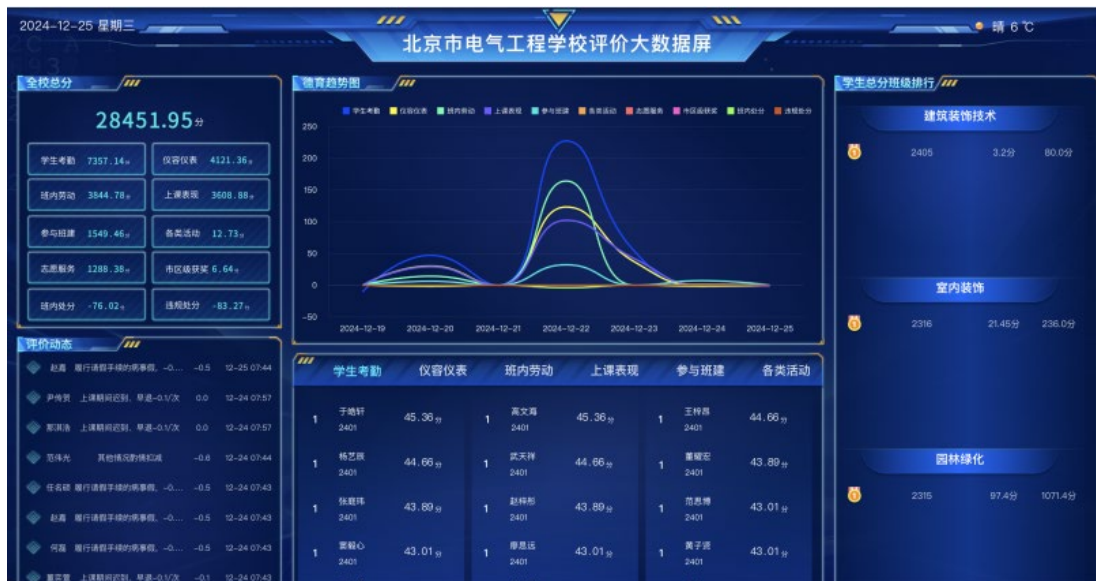 2024-12-25 星期三
北京市电气工程学校评价大数据屏
晴 6℃
全校总分
28451.95分
学生考勤 7357.14分 仪容仪表 4121.36分
班内劳动 3844.78分 上课表现 3608.88分
参与班建 1549.46分 各类活动 12.73分
志愿服务 1288.38分 市区级获奖 6.64分
班内处分 -76.02分 违规处分 -83.27分
德育趋势图
学生考勤 仪容仪表 班内劳动 上课表现 参与班建 各类活动 志愿服务 市区级获奖 班内处分 违规处分
250
200
150
100
50
0
-50
2024-12-19 2024-12-20 2024-12-21 2024-12-22 2024-12-23 2024-12-24 2024-12-25
学生总分班级排行
建筑装饰技术
2405 3.2分 80.0分
室内装饰
2316 21.45分 236.0分
园林绿化
2315 97.4分 1071.4分
评价动态
履行请假手续的病事假, -0.... -0.5 12-25 07:44
上课期间迟到、早退-0.1/次 0.0 12-24 07:57
上课期间迟到、早退-0.1/次 0.0 12-24 07:57
范伟光 其他情况酌情扣减 -0.6 12-24 07:44
任名硕 履行请假手续的病事假, -0.... -0.5 12-24 07:43
履行请假手续的病事假, -0.... -0.5 12-24 07:43
履行请假手续的病事假, -0.... -0.5 12-24 07:43
上课期间迟到、早退-0.1/次 -0.1 12-24 07:43
学生考勤 仪容仪表 班内劳动 上课表现 参与班建 各类活动
1 于皓轩 45.36分 1 高文海 45.36分 1 44.66分
2401 2401 2401
1 杨艺辰 44.66分 1 武天祥 44.66分 1 董耀宏 43.89分
2401 2401 2401
1 张庭玮 43.89分 1 赵梓彤 43.89分 1 范思博 43.01分
2401 2401 2401
1 窦毅心 43.01分 1 廖思远 43.01分 1 黄子贤 43.01分
2401 2401 2401